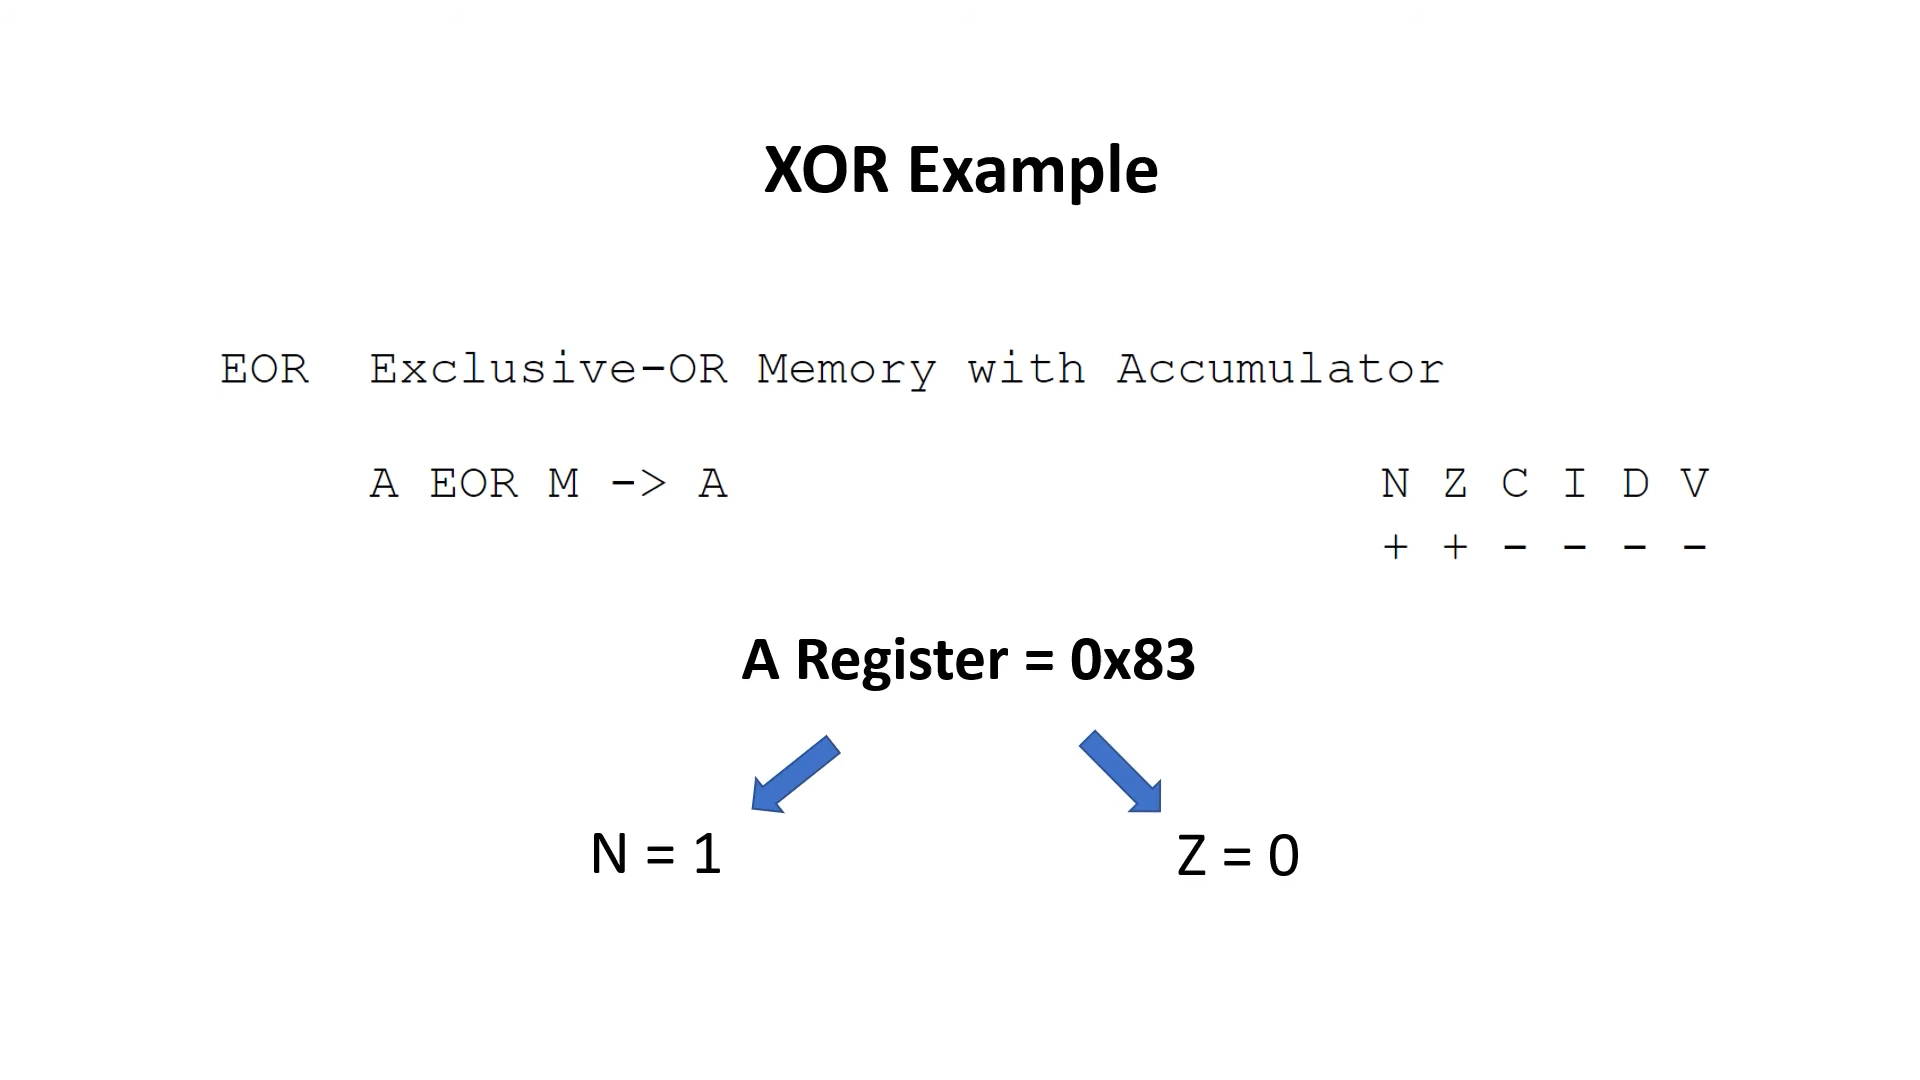 XOR Example
EOR  Exclusive-OR Memory with Accumulator
A EOR M -> A    N Z C I D V
+ + - - - -
A Register = 0x83
N = 1    Z = 0